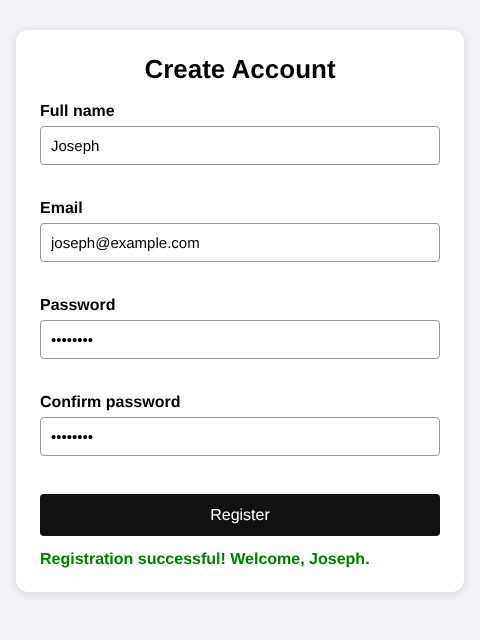 Create Account
Full name
Joseph
Email
joseph@example.com
Password
••••••••
Confirm password
••••••••
Register
Registration successful! Welcome, Joseph.